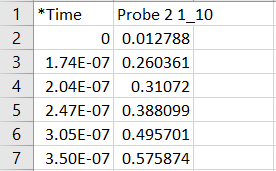 1 *Time Probe 2 1_10
2 0 0.012788
3 1.74E-07 0.260361
4 2.04E-07 0.31072
5 2.47E-07 0.388099
6 3.05E-07 0.495701
7 3.50E-07 0.575874